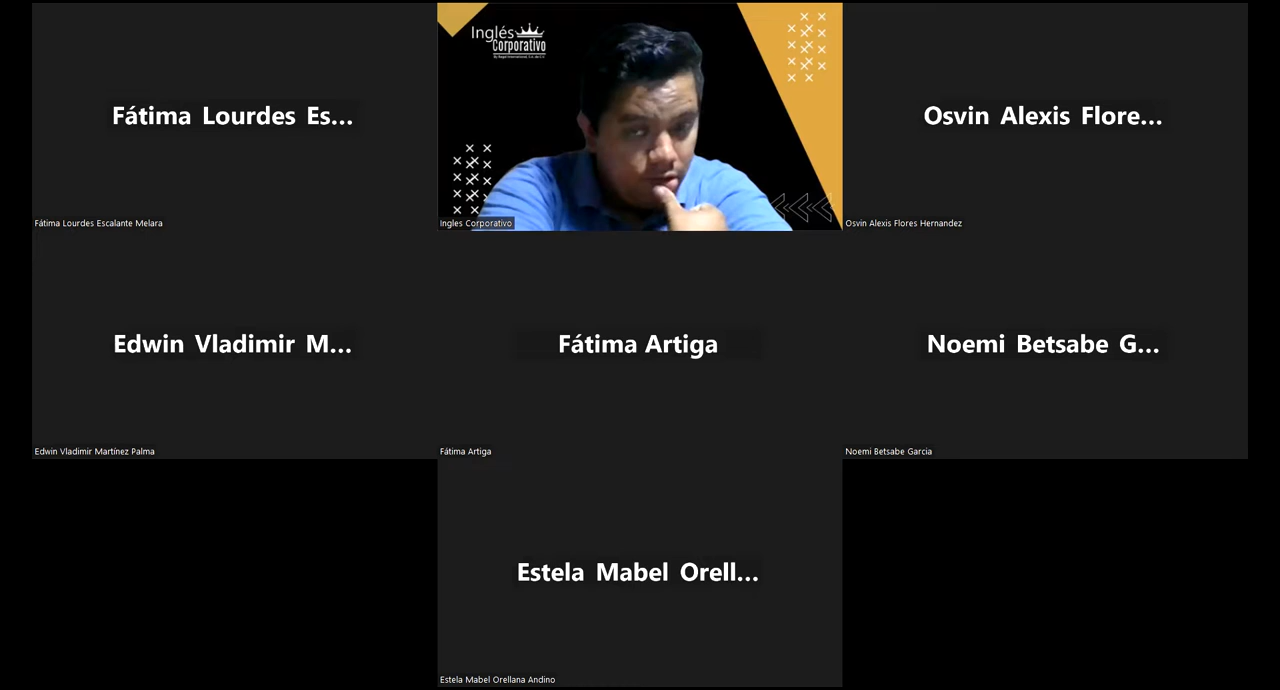 Fátima Lourdes Es...
Fátima Lourdes Escalante Melara
Inglés
Corporativo
Ingles Corporativo
Osvin Alexis Flore...
Osvin Alexis Flores Hernandez
Edwin Vladimir M...
Edwin Vladimir Martínez Palma
Fátima Artiga
Fátima Artiga
Noemi Betsabe G...
Noemi Betsabe Garcia
Estela Mabel Orell...
Estela Mabel Orellana Andino